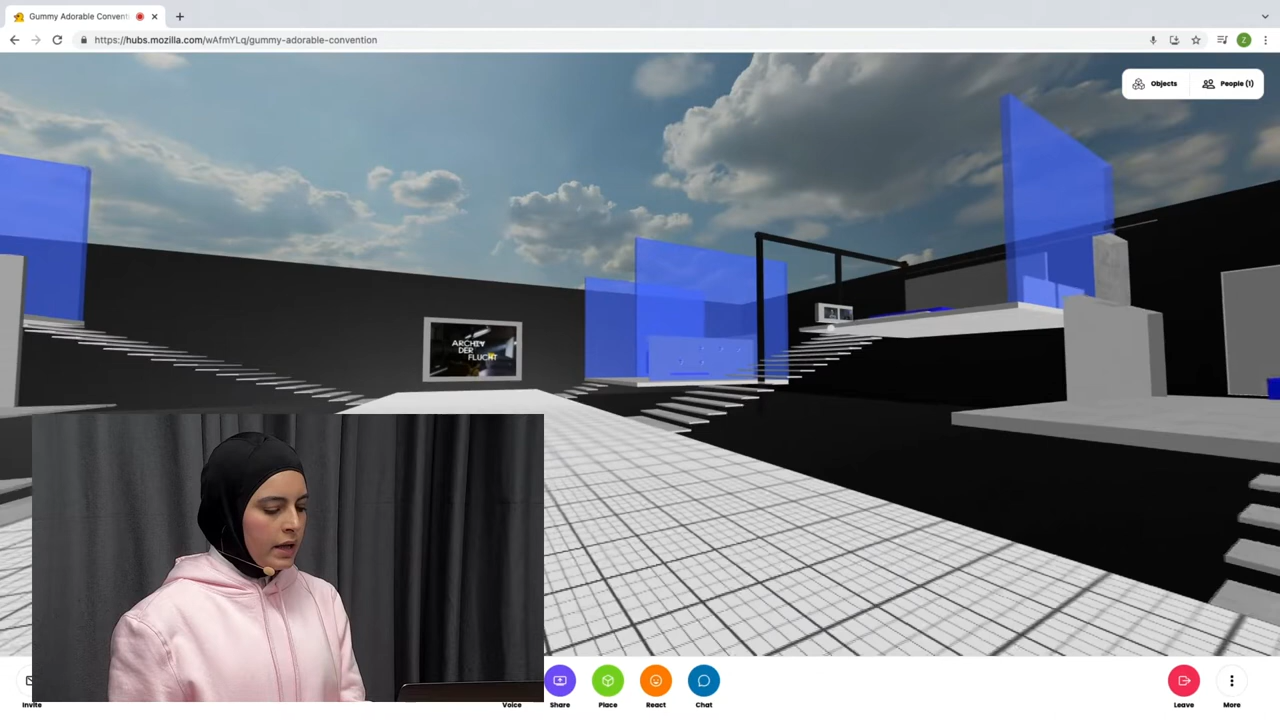 Gummy Adorable Conventi
https://hubs.mozilla.com/wAfmYLq/gummy-adorable-convention
Z
Objects
People (1)
ARCHIV
DER
FLUCHT
Invite
Voice
Share
Place
React
Chat
Leave
More